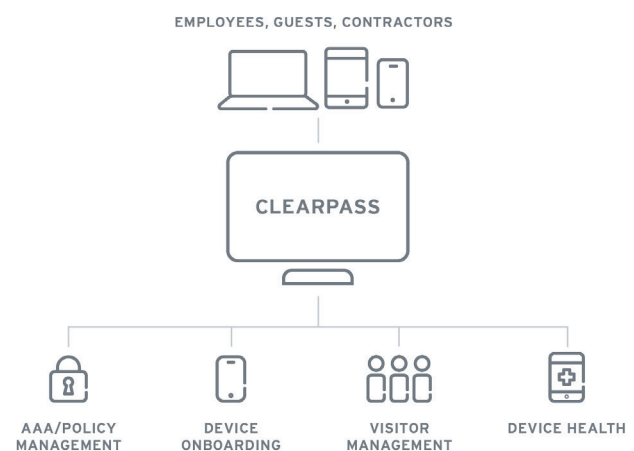 EMPLOYEES, GUESTS, CONTRACTORS
CLEARPASS
AAA/POLICY
MANAGEMENT
DEVICE
ONBOARDING
VISITOR
MANAGEMENT
DEVICE HEALTH